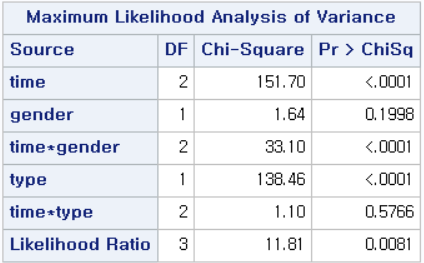 Maximum Likelihood Analysis of Variance
Source DF Chi-Square Pr > ChiSq
time 2 151.70 <.0001
gender 1 1.64 0.1998
time*gender 2 33.10 <.0001
type 1 138.46 <.0001
time*type 2 1.10 0.5766
Likelihood Ratio 3 11.81 0.0081